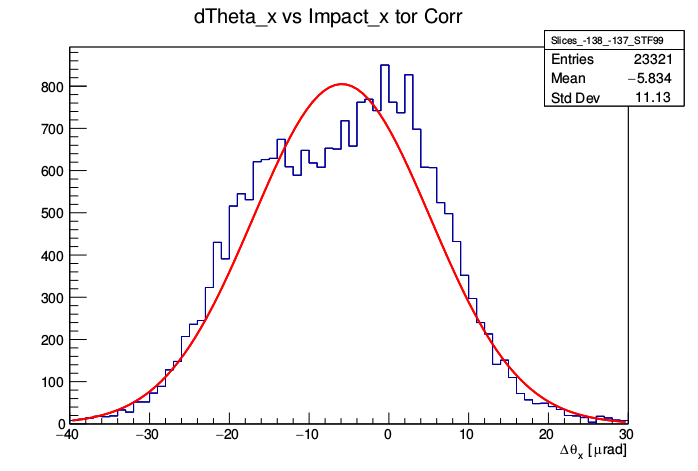 dTheta_x vs Impact_x tor Corr
Slices_-138_-137_STF99
Entries 23321
Mean −5.834
Std Dev 11.13
800
700
600
500
400
300
200
100
0
−40 −30 −20 −10 0 10 20 30
Δθx [μrad]